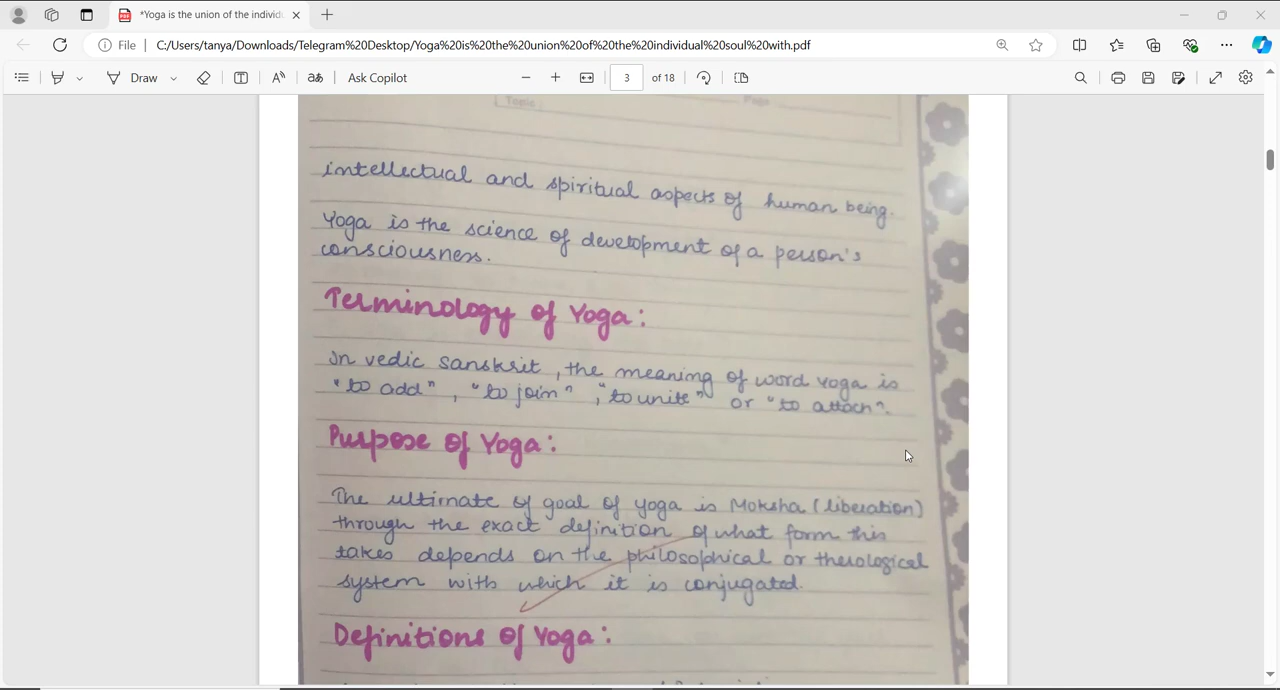 *Yoga is the union of the individu
File C:/Users/tanya/Downloads/Telegram%20Desktop/Yoga%20is%20the%20union%20of%20the%20individual%20soul%20with.pdf
Draw Ask Copilot 3 of 18
Topic Page
intellectual and spiritual aspects of human being.
Yoga is the science of development of a person's
consciousness.
Terminology of Yoga:
In vedic sanskrit, the meaning of word yoga is
"to add", "to join", "to unite" or "to attach".
Purpose of Yoga:
The ultimate of goal of yoga is Moksha (liberation)
through the exact definition of what form this
takes depends on the philosophical or theological
system with which it is conjugated.
Definitions of Yoga: